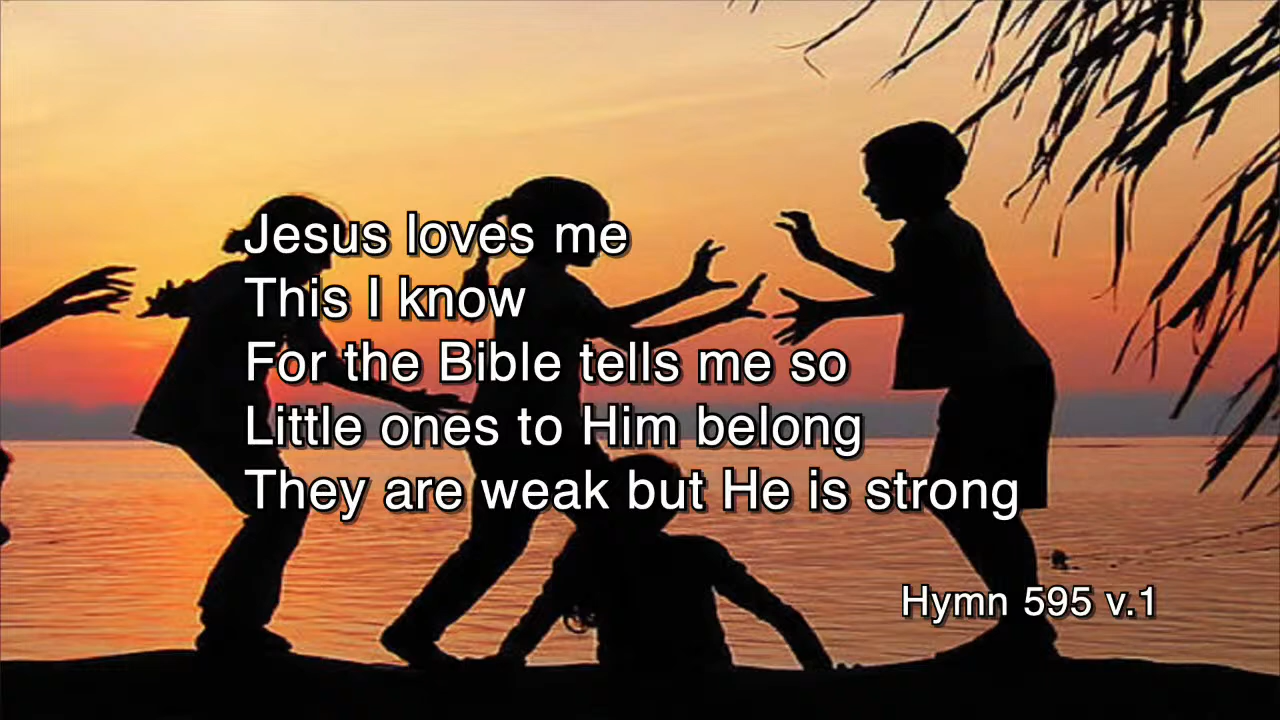 Jesus loves me
This I know
For the Bible tells me so
Little ones to Him belong
They are weak but He is strong
Hymn 595 v.1